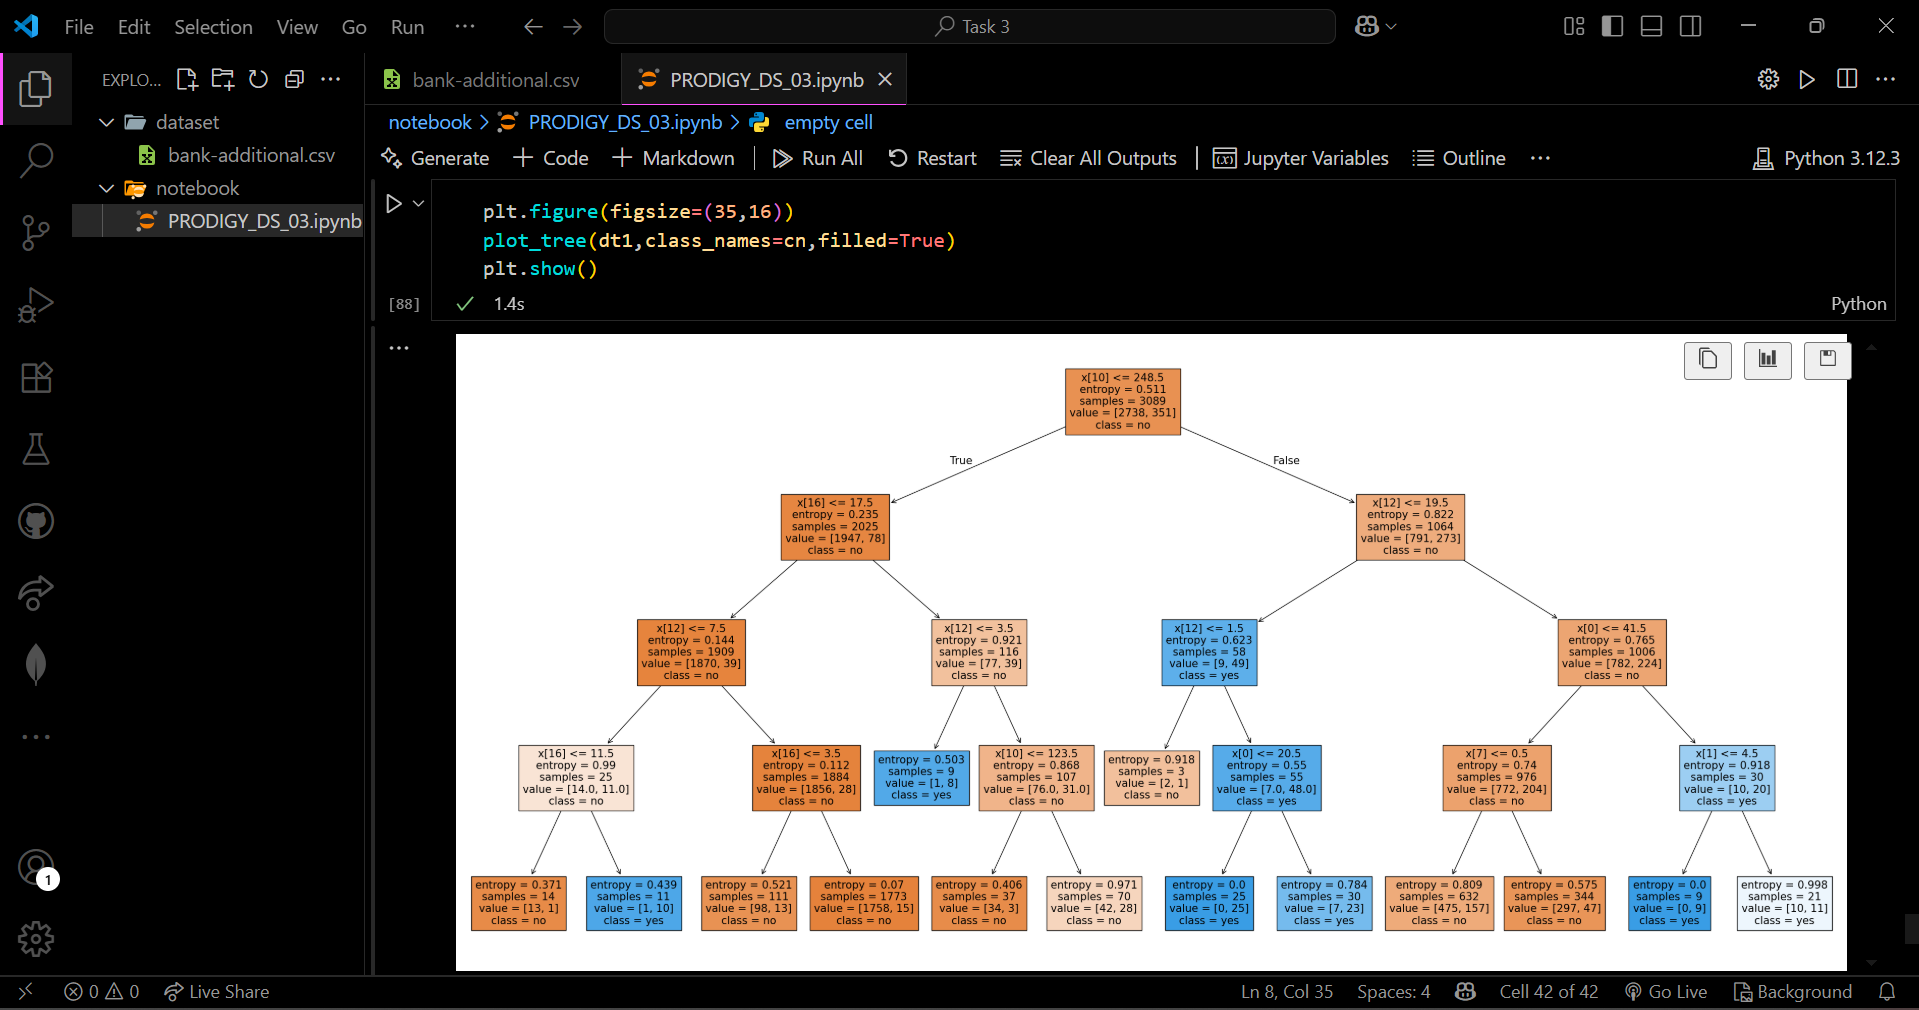 File Edit Selection View Go Run ··· Task 3
EXPLO...
bank-additional.csv
PRODIGY_DS_03.ipynb
dataset
bank-additional.csv
notebook
PRODIGY_DS_03.ipynb
notebook > PRODIGY_DS_03.ipynb > empty cell
Generate + Code + Markdown | Run All Restart Clear All Outputs | Jupyter Variables Outline ··· Python 3.12.3
plt.figure(figsize=(35,16))
plot_tree(dt1,class_names=cn,filled=True)
plt.show()
[88] 1.4s Python
x[10] <= 248.5
entropy = 0.511
samples = 3089
value = [2738, 351]
class = no
True
False
x[16] <= 17.5
entropy = 0.235
samples = 2025
value = [1947, 78]
class = no
x[12] <= 19.5
entropy = 0.822
samples = 1064
value = [791, 273]
class = no
x[12] <= 7.5
entropy = 0.144
samples = 1909
value = [1870, 39]
class = no
x[12] <= 3.5
entropy = 0.921
samples = 116
value = [77, 39]
class = no
x[12] <= 1.5
entropy = 0.623
samples = 58
value = [9, 49]
class = yes
x[0] <= 41.5
entropy = 0.765
samples = 1006
value = [782, 224]
class = no
x[16] <= 11.5
entropy = 0.99
samples = 25
value = [14.0, 11.0]
class = no
x[16] <= 3.5
entropy = 0.112
samples = 1884
value = [1856, 28]
class = no
entropy = 0.503
samples = 9
value = [1, 8]
class = yes
x[10] <= 123.5
entropy = 0.868
samples = 107
value = [76.0, 31.0]
class = no
entropy = 0.918
samples = 3
value = [2, 1]
class = no
x[0] <= 20.5
entropy = 0.55
samples = 55
value = [7.0, 48.0]
class = yes
x[7] <= 0.5
entropy = 0.74
samples = 976
value = [772, 204]
class = no
x[1] <= 4.5
entropy = 0.918
samples = 30
value = [10, 20]
class = yes
entropy = 0.371
samples = 14
value = [13, 1]
class = no
entropy = 0.439
samples = 11
value = [1, 10]
class = yes
entropy = 0.521
samples = 111
value = [98, 13]
class = no
entropy = 0.07
samples = 1773
value = [1758, 15]
class = no
entropy = 0.406
samples = 37
value = [34, 3]
class = no
entropy = 0.971
samples = 70
value = [42, 28]
class = no
entropy = 0.0
samples = 25
value = [0, 25]
class = yes
entropy = 0.784
samples = 30
value = [7, 23]
class = yes
entropy = 0.809
samples = 632
value = [475, 157]
class = no
entropy = 0.575
samples = 344
value = [297, 47]
class = no
entropy = 0.0
samples = 9
value = [0, 9]
class = yes
entropy = 0.998
samples = 21
value = [10, 11]
class = yes
1
0 0 Live Share Ln 8, Col 35 Spaces: 4 Cell 42 of 42 Go Live Background